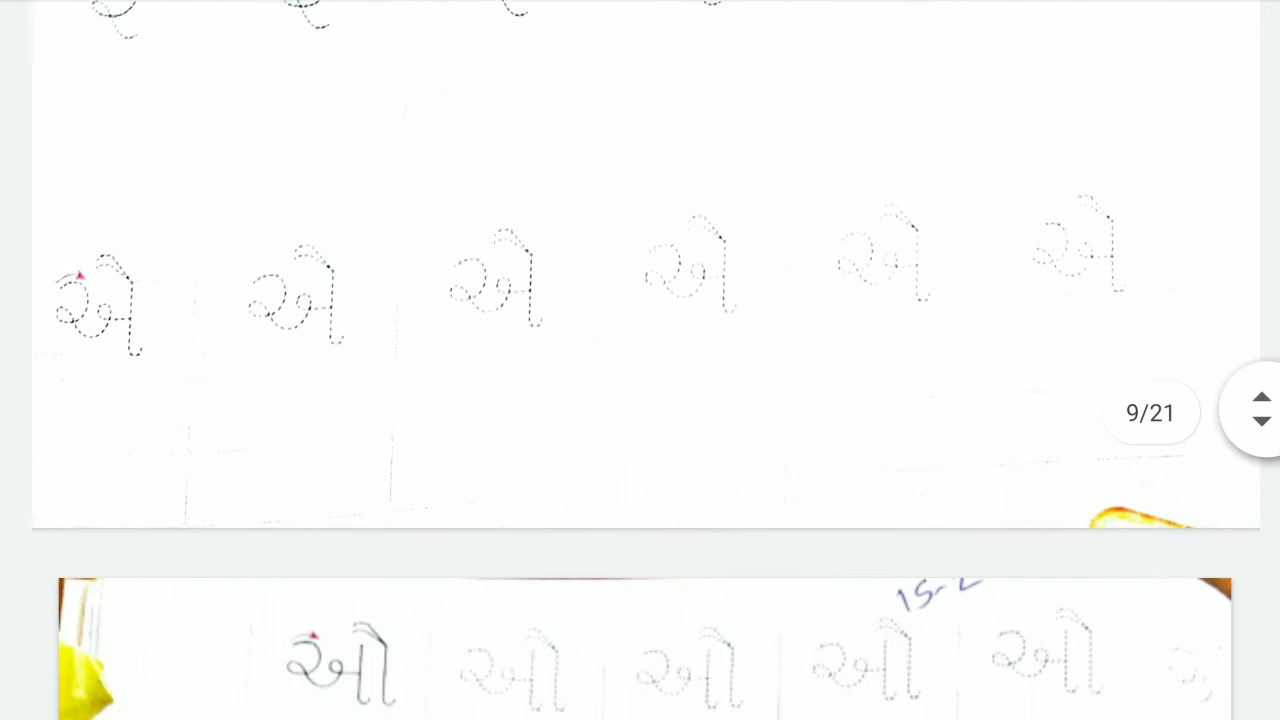 ઐ ઐ ઐ ઐ ઐ ઐ
9/21
ઔ ઔ ઔ ઔ ઔ